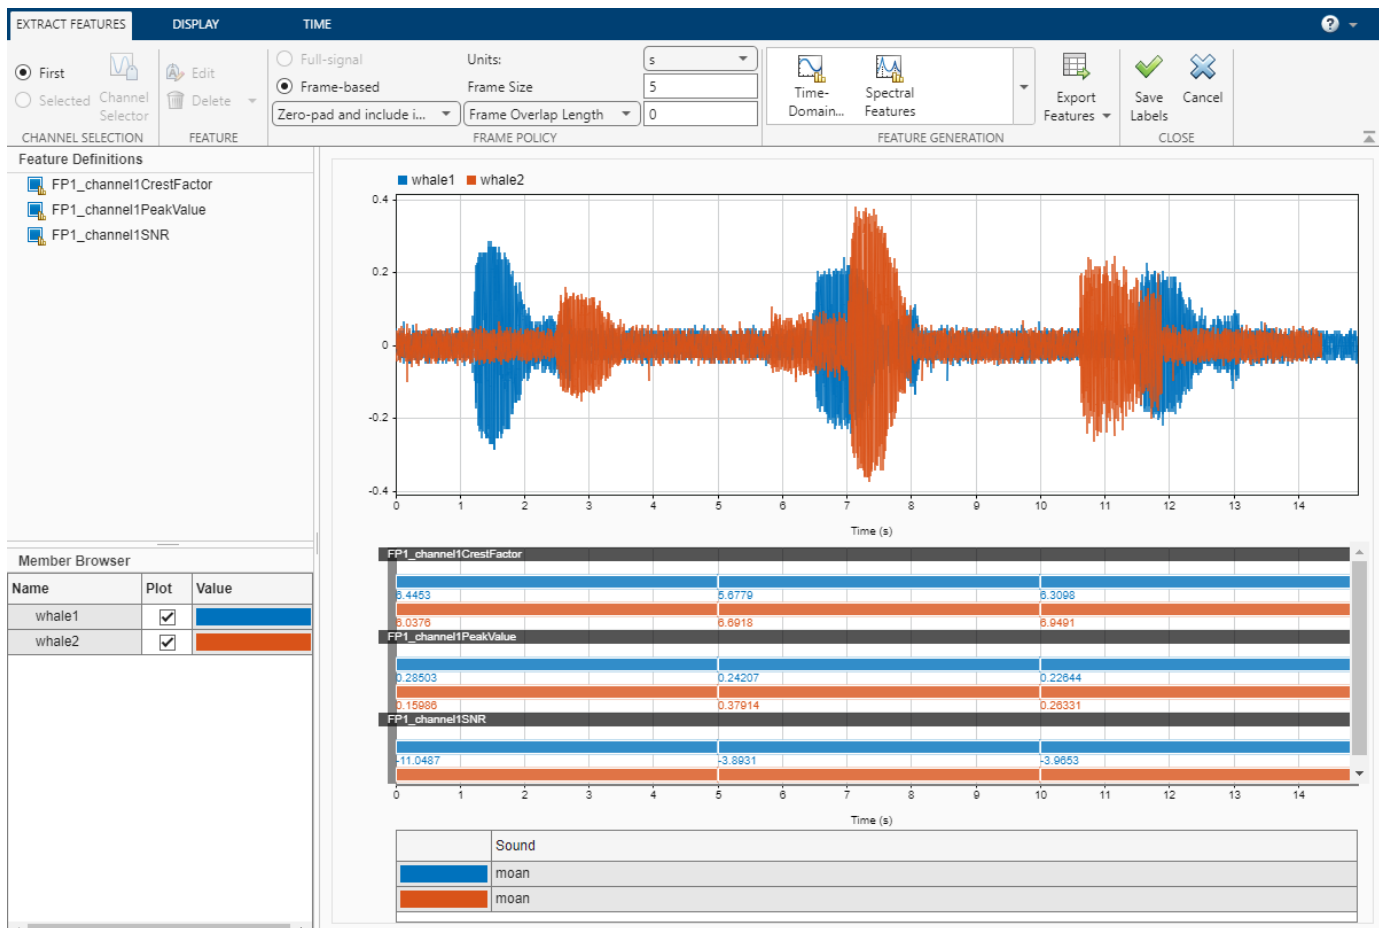 EXTRACT FEATURES DISPLAY TIME ?
First
Selected
Channel
Selector
CHANNEL SELECTION
Edit
Delete
FEATURE
Full-signal
Frame-based
Zero-pad and include i...
Units:
s
Frame Size
5
Frame Overlap Length
0
FRAME POLICY
Time-
Domain...
Spectral
Features
FEATURE GENERATION
Export
Features
Save
Labels
Cancel
CLOSE
Feature Definitions
FP1_channel1CrestFactor
FP1_channel1PeakValue
FP1_channel1SNR
Member Browser
Name Plot Value
whale1
whale2
whale1 whale2
0.4
0.2
0
-0.2
-0.4
0 1 2 3 4 5 6 7 8 9 10 11 12 13 14
Time (s)
FP1_channel1CrestFactor
6.4453 5.6779 6.3098
6.0376 6.6918 6.9491
FP1_channel1PeakValue
0.28503 0.24207 0.22644
0.15986 0.37914 0.26331
FP1_channel1SNR
-11.0487 -3.8931 -3.9653
0 1 2 3 4 5 6 7 8 9 10 11 12 13 14
Time (s)
Sound
moan
moan